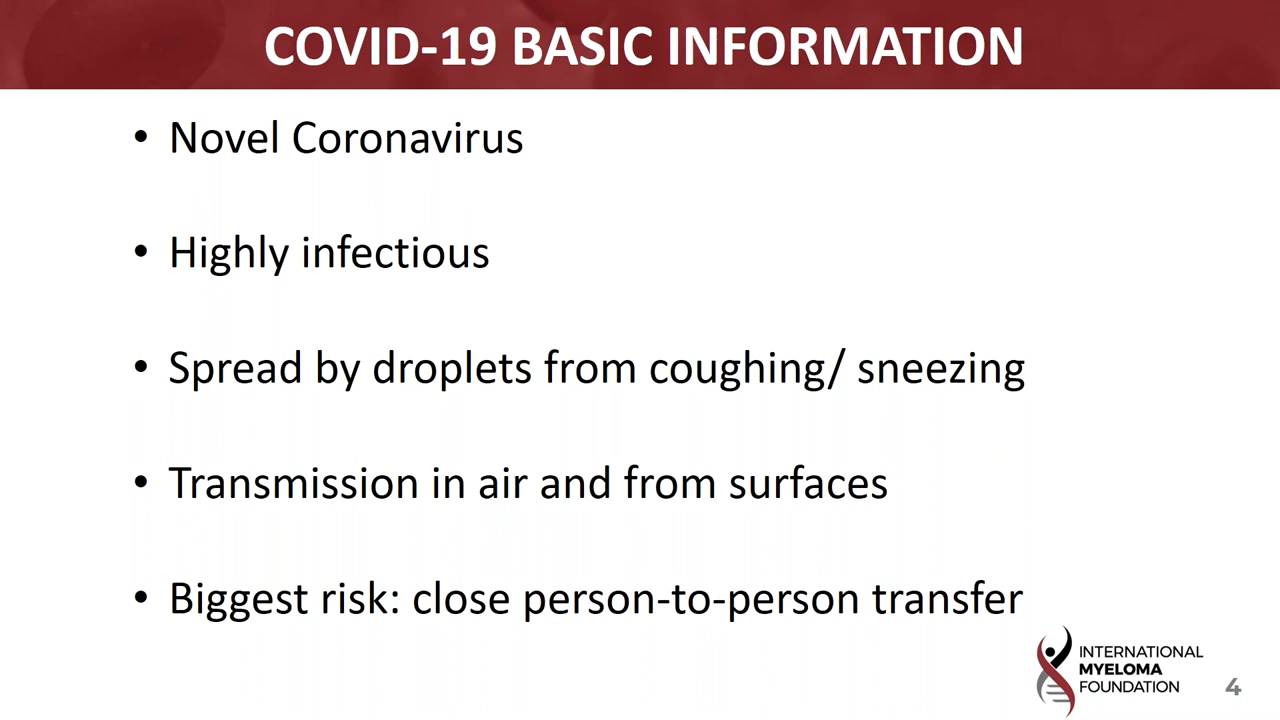 COVID-19 BASIC INFORMATION
• Novel Coronavirus
• Highly infectious
• Spread by droplets from coughing/ sneezing
• Transmission in air and from surfaces
• Biggest risk: close person-to-person transfer
INTERNATIONAL
MYELOMA
FOUNDATION
4